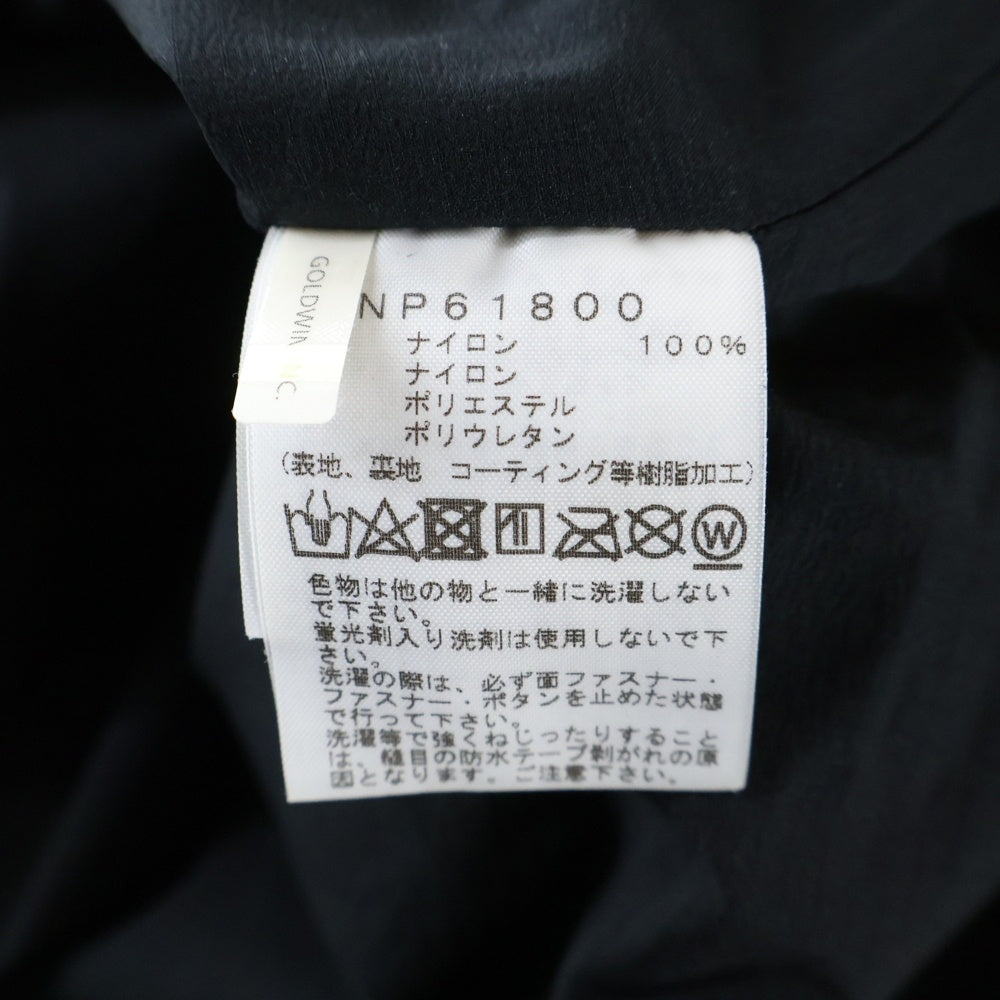 GOLDWIN INC.
NP61800
ナイロン 100%
ナイロン
ポリエステル
ポリウレタン
(表地、裏地 コーティング等樹脂加工)
W
色物は他の物と一緒に洗濯しない
で下さい。
蛍光剤入り洗剤は使用しないで下
さい。
洗濯の際は、必ず面ファスナー・
ファスナー・ボタンを止めた状態
で行って下さい。
洗濯等で強くねじったりすること
は、縫目の防水テープ剥がれの原
因となります。ご注意下さい。